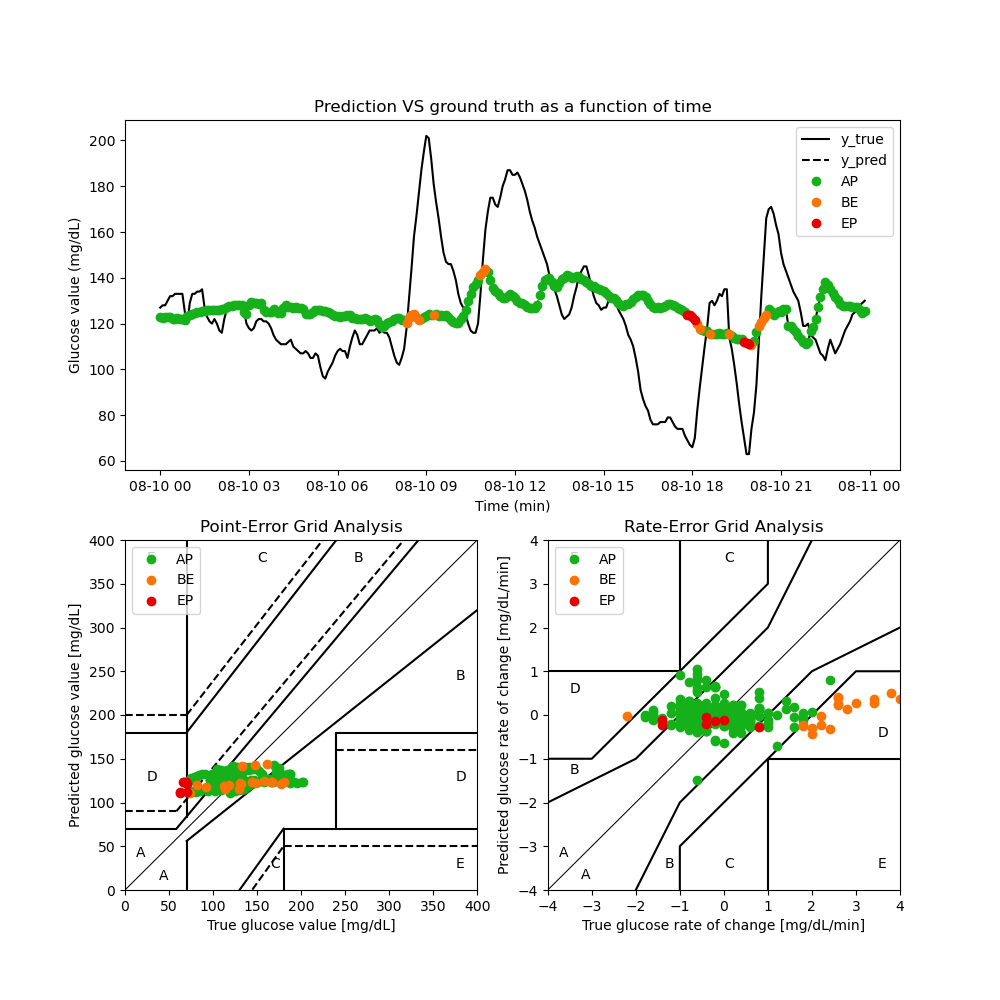 Prediction VS ground truth as a function of time
Glucose value (mg/dL)
200
180
160
140
120
100
80
60
y_true
y_pred
AP
BE
EP
08-10 00 08-10 03 08-10 06 08-10 09 08-10 12 08-10 15 08-10 18 08-10 21 08-11 00
Time (min)
Point-Error Grid Analysis
Predicted glucose value [mg/dL]
400
350
300
250
200
150
100
50
0
AP
BE
EP
C
B
A
D
D
A
A
C
E
0 50 100 150 200 250 300 350 400
True glucose value [mg/dL]
Rate-Error Grid Analysis
Predicted glucose rate of change [mg/dL/min]
4
3
2
1
0
−1
−2
−3
−4
AP
BE
EP
C
D
D
B
A
A
B
C
E
−4 −3 −2 −1 0 1 2 3 4
True glucose rate of change [mg/dL/min]